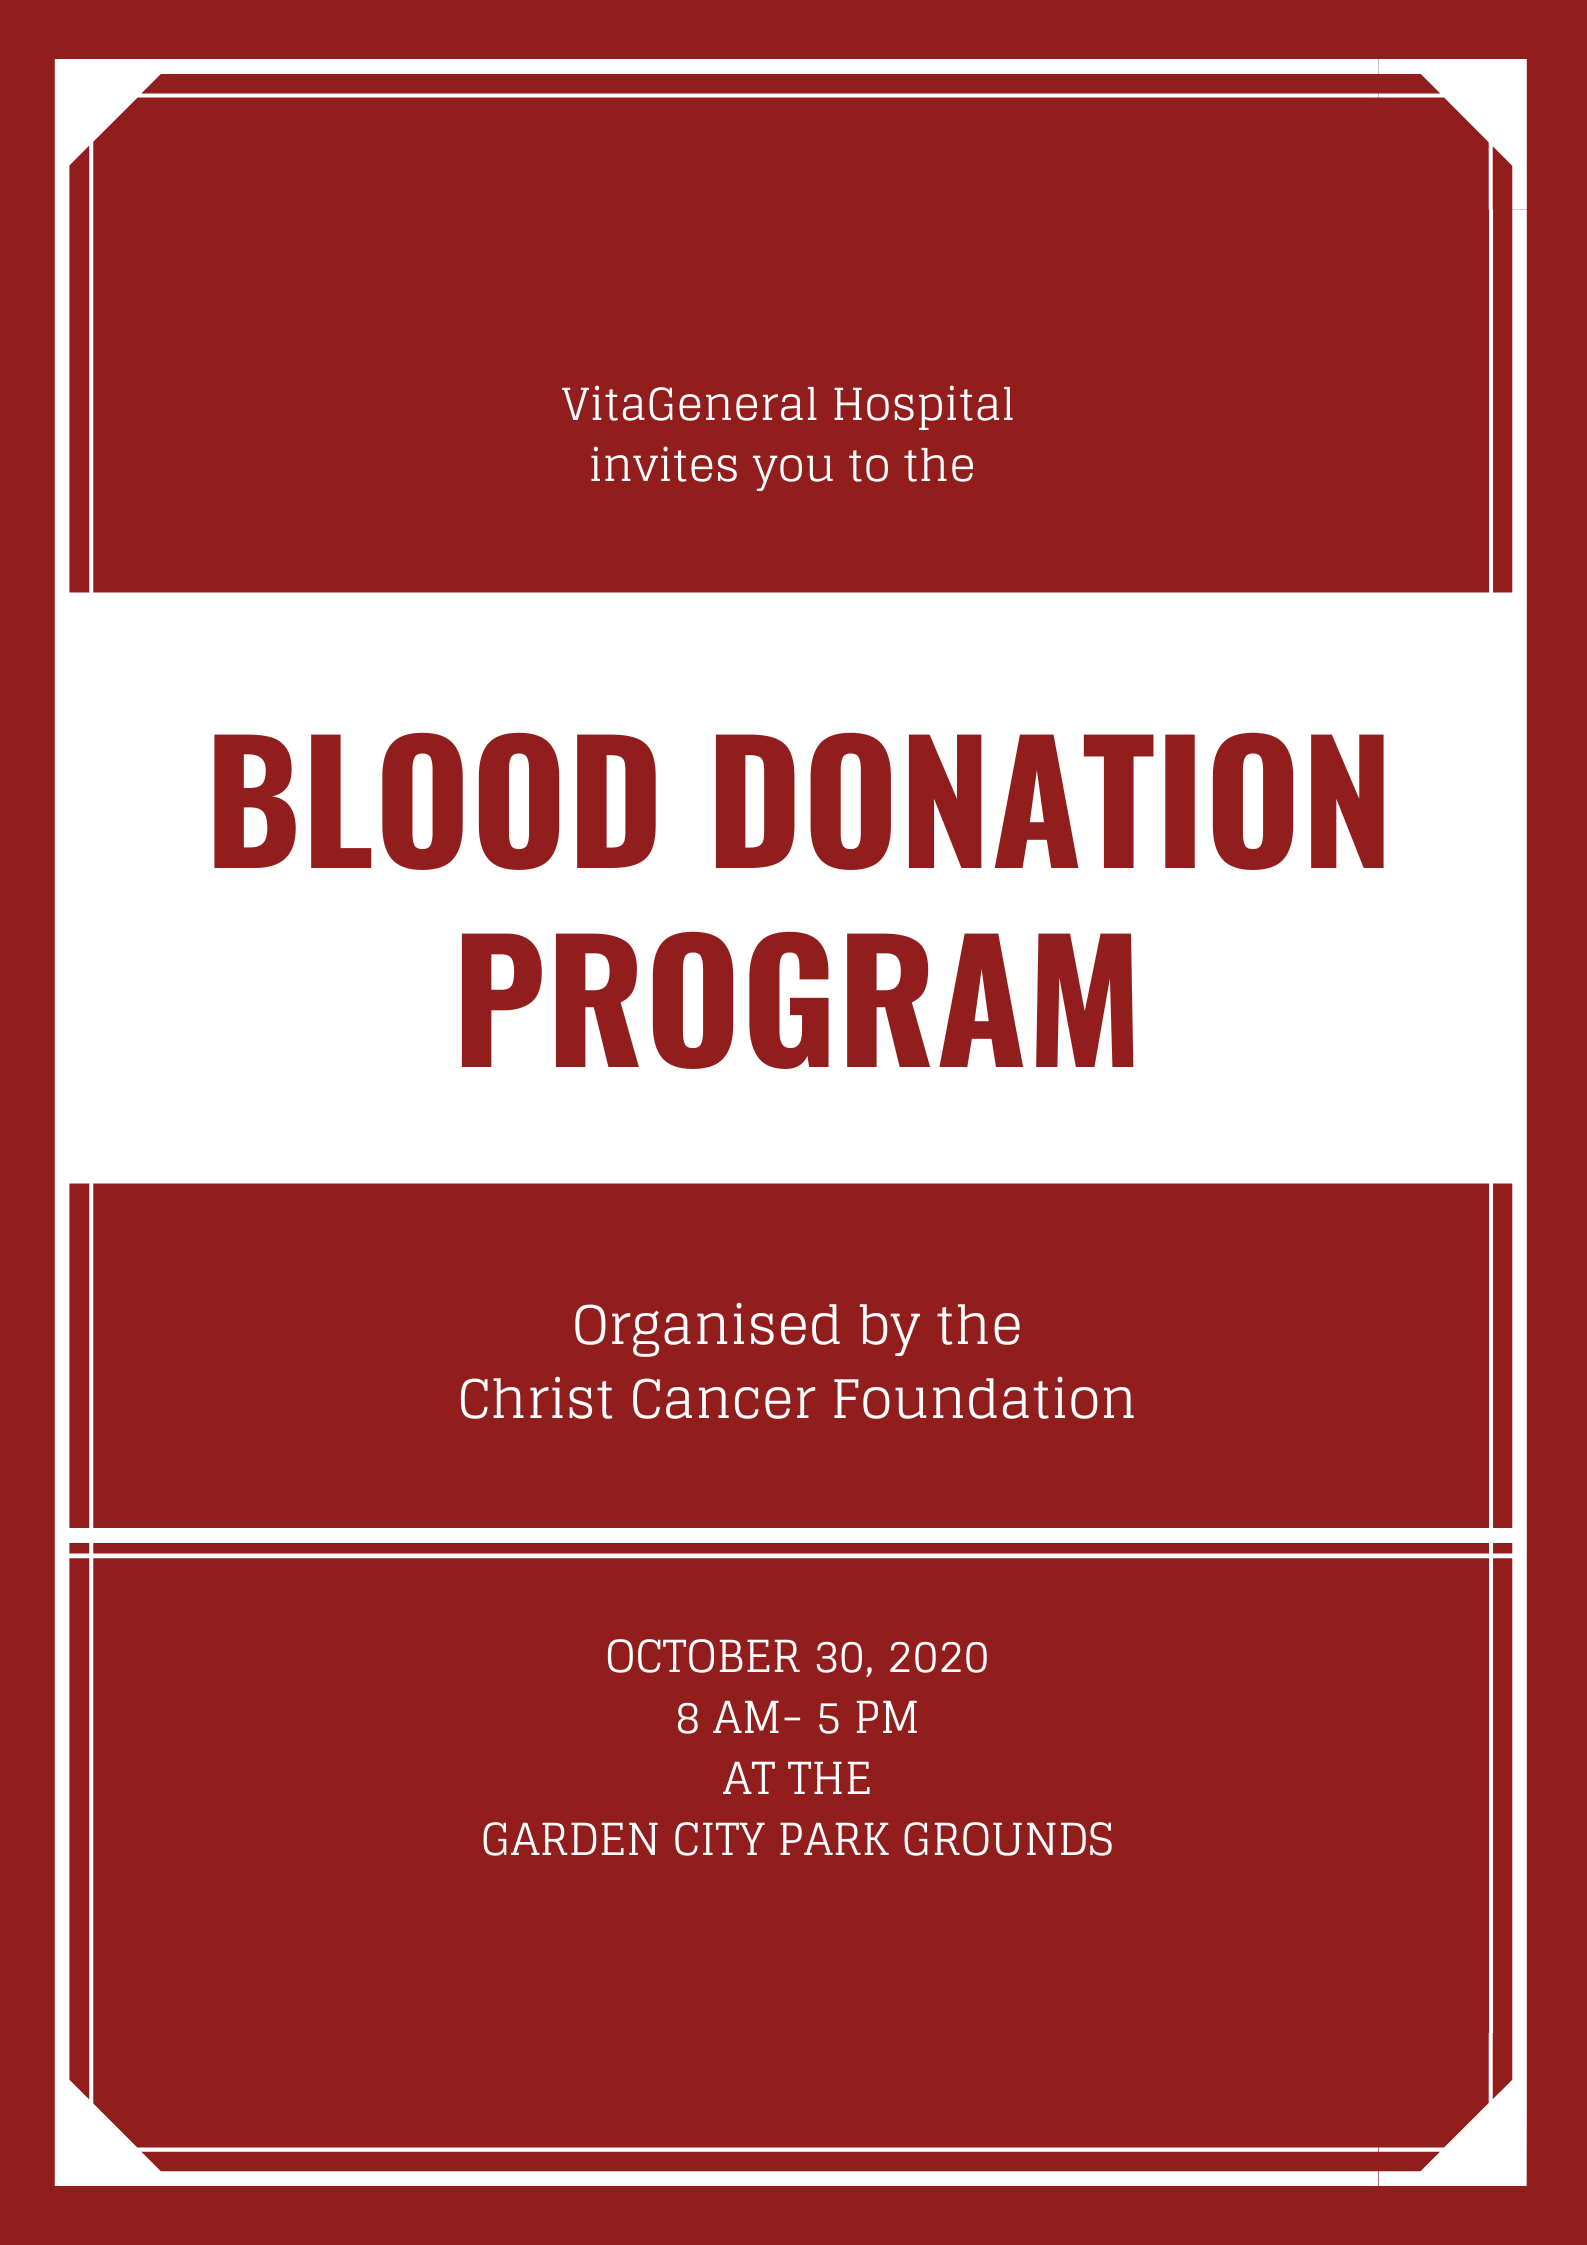 VitaGeneral Hospital
invites you to the
BLOOD DONATION
PROGRAM
Organised by the
Christ Cancer Foundation
OCTOBER 30, 2020
8 AM– 5 PM
AT THE
GARDEN CITY PARK GROUNDS